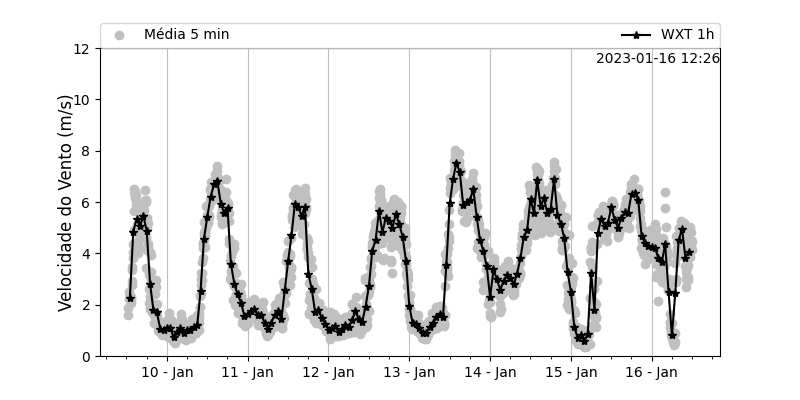 Média 5 min
WXT 1h
2023-01-16 12:26
Velocidade do Vento (m/s)
12
10
8
6
4
2
0
10 - Jan
11 - Jan
12 - Jan
13 - Jan
14 - Jan
15 - Jan
16 - Jan